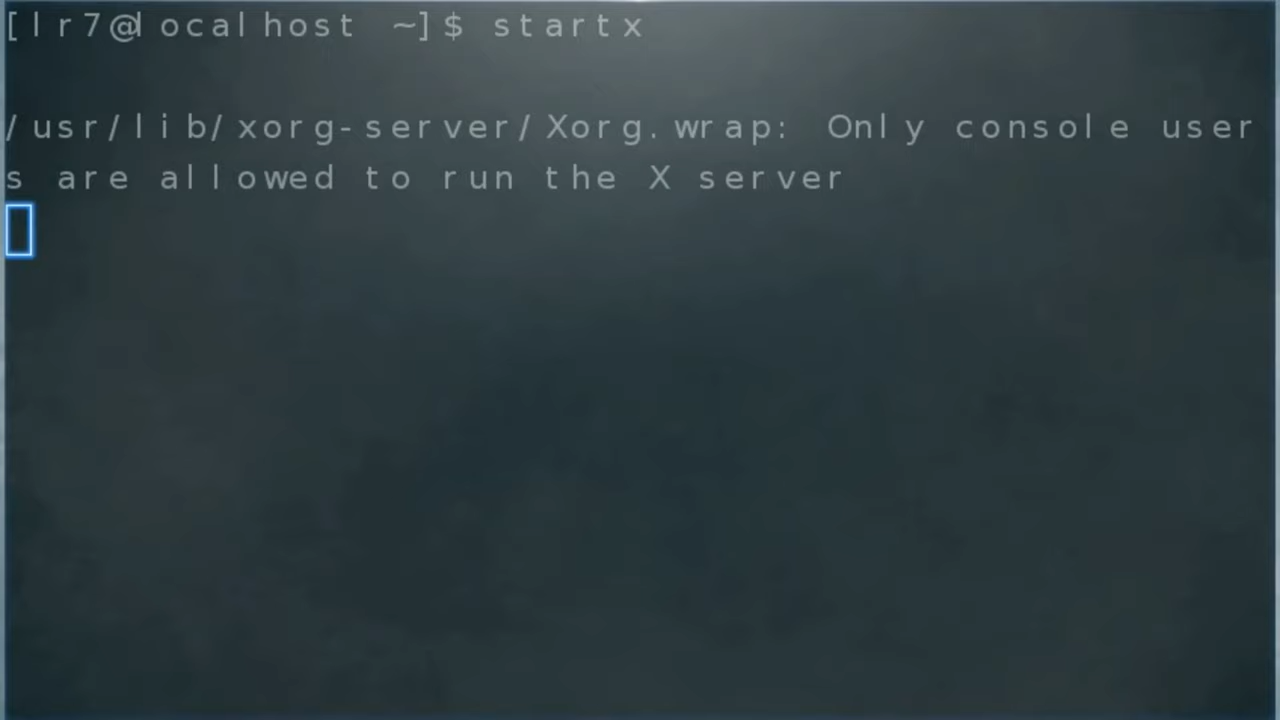 [lr7@localhost ~]$ startx
/usr/lib/xorg-server/Xorg.wrap: Only console user
s are allowed to run the X server